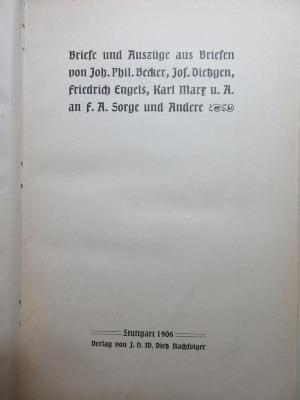 Briefe und Auszüge aus Briefen
von Joh. Phil. Becker, Jos. Dietzgen,
Friedrich Engels, Karl Marx u. A.
an F. A. Sorge und Andere
Stuttgart 1906
Verlag von J. H. W. Dietz Nachfolger